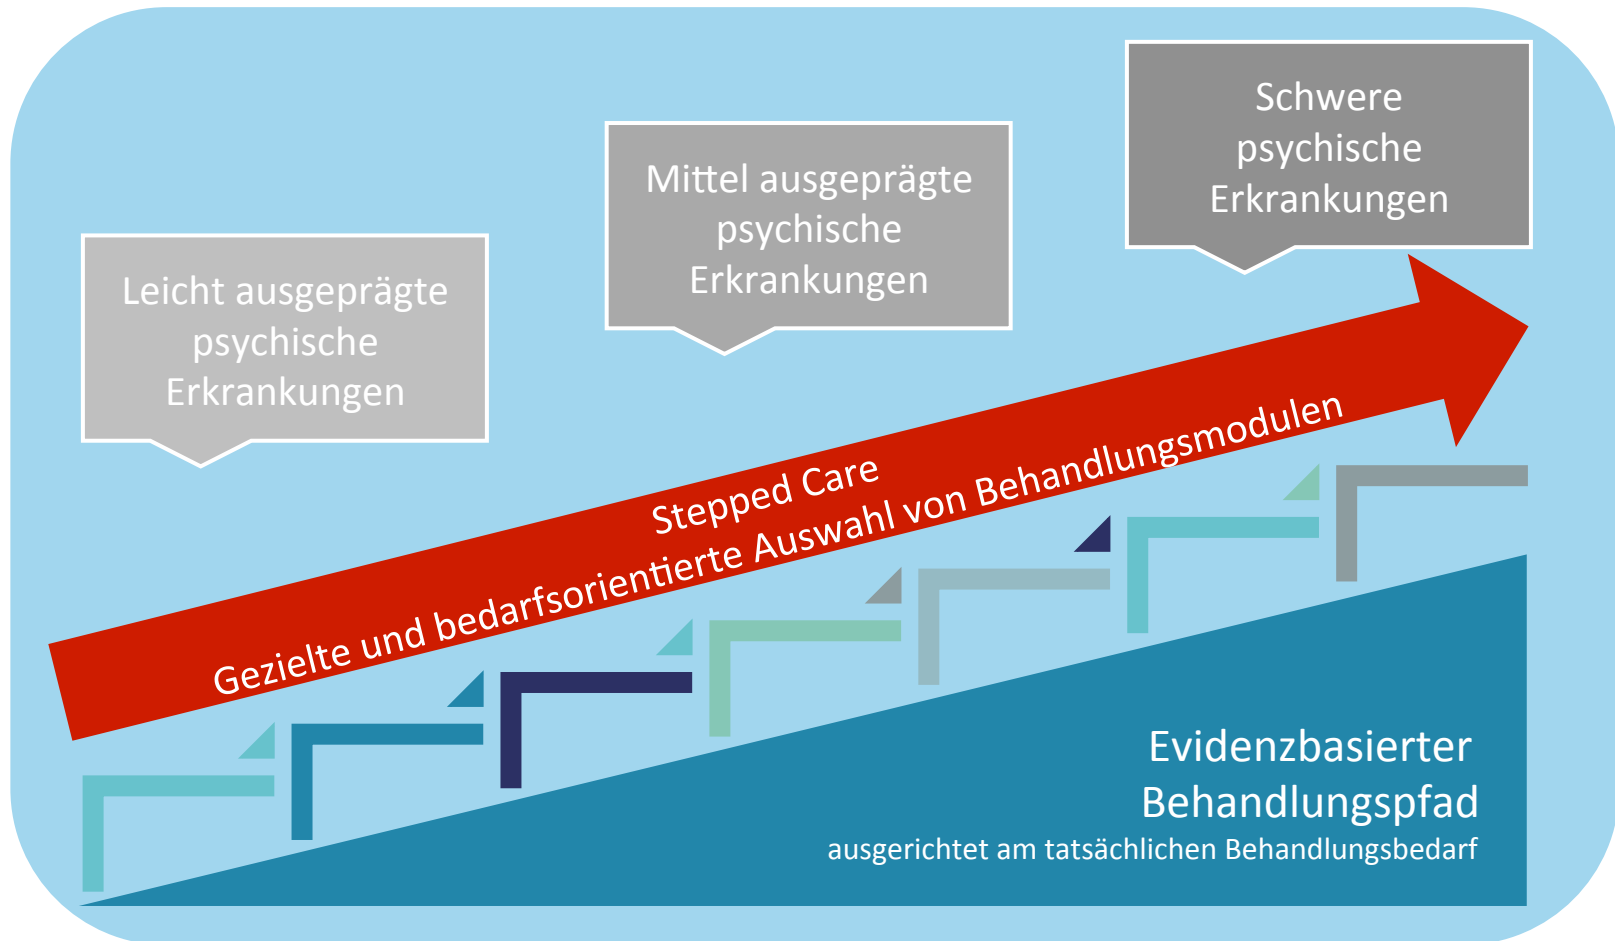 Leicht ausgeprägte
psychische
Erkrankungen
Mittel ausgeprägte
psychische
Erkrankungen
Schwere
psychische
Erkrankungen
Stepped Care
Gezielte und bedarfsorientierte Auswahl von Behandlungsmodulen
Evidenzbasierter
Behandlungspfad
ausgerichtet am tatsächlichen Behandlungsbedarf